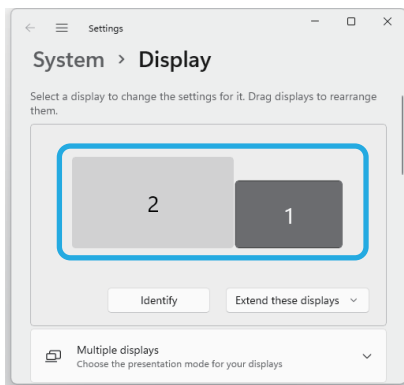 Settings
System > Display
Select a display to change the settings for it. Drag displays to rearrange
them.
2
1
Identify
Extend these displays
Multiple displays
Choose the presentation mode for your displays